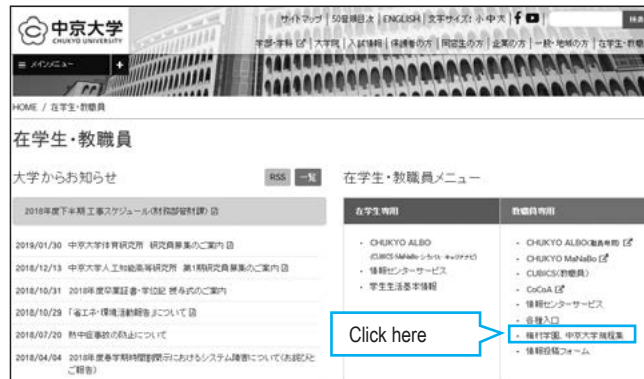 中京大学
CHUKYO UNIVERSITY
サイトマップ | 50音順目次 | ENGLISH | 文字サイズ: 小 中 大 |
学部・学科 | 大学院 | 入試情報 | 保護者の方 | 同窓生の方 | 企業の方 | 一般・地域の方 | 在学生・教職
≡ メインメニュー +
HOME / 在学生・教職員
在学生・教職員
大学からお知らせ
RSS 一覧
2018年度下半期 工事スケジュール(財務部管財課)
2019/01/30 中京大学体育研究所 研究員募集のご案内
2018/12/13 中京大学人工知能高等研究所 第1期研究員募集のご案内
2018/10/31 2018年度卒業証書・学位記 授与式のご案内
2018/10/29 「省エネ・環境活動報告」について
2018/07/20 熱中症事故の防止について
2018/04/04 2018年度春学期時間割開示におけるシステム障害について(お詫びとご報告)
在学生・教職員メニュー
在学生専用
・ CHUKYO ALBO
(CUBICS・MaNaBo・シラバス・キャリアナビ)
・ 情報センターサービス
・ 学生生活基本情報
教職員専用
・ CHUKYO ALBO(職員専用)
・ CHUKYO MaNaBo
・ CUBICS(教職員)
・ CoCoA
・ 情報センターサービス
・ 各種入口
・ 梅村学園、中京大学規程集
・ 情報投稿フォーム
Click here